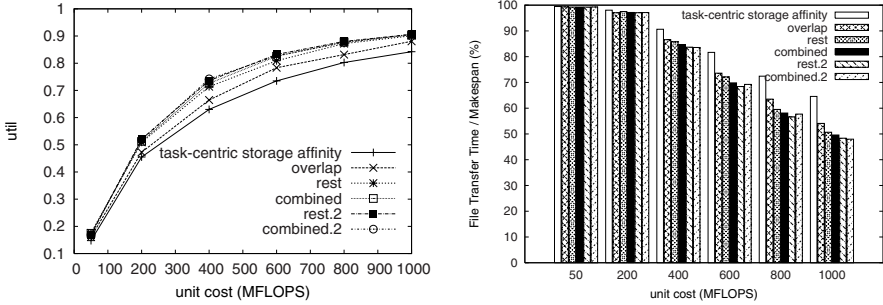 1
0.9
0.8
0.7
0.6
0.5
0.4
0.3
0.2
0.1
util
0 100 200 300 400 500 600 700 800 900 1000
unit cost (MFLOPS)
task-centric storage affinity
overlap
rest
combined
rest.2
combined.2
100
90
80
70
60
50
40
30
20
10
0
File Transfer Time / Makespan (%)
50 200 400 600 800 1000
unit cost (MFLOPS)
task-centric storage affinity
overlap
rest
combined
rest.2
combined.2